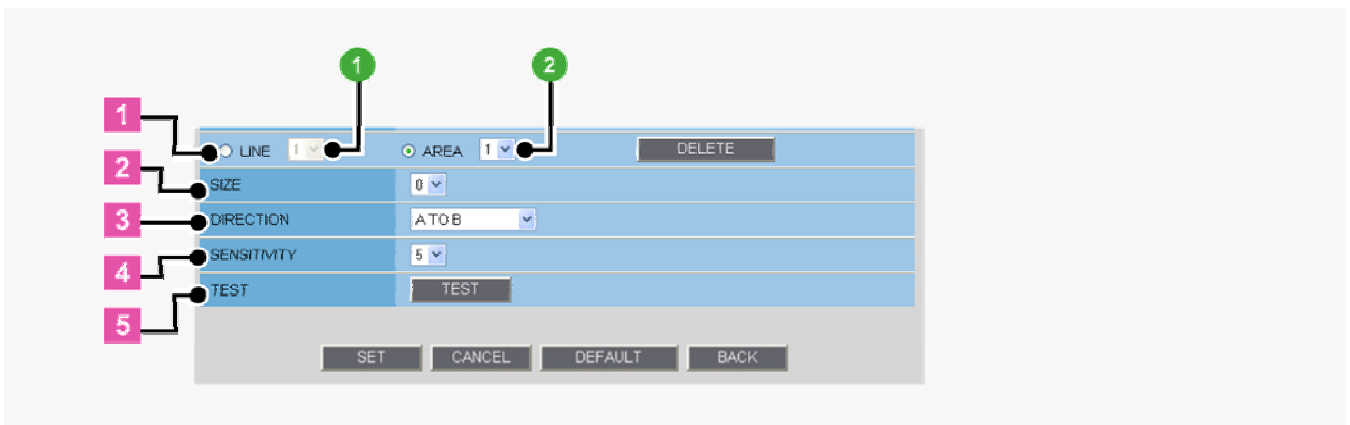 1 2
1
LINE 1 AREA 1 DELETE
2
SIZE 0
3
DIRECTION A TO B
4
SENSITIVITY 5
5
TEST TEST
SET CANCEL DEFAULT BACK